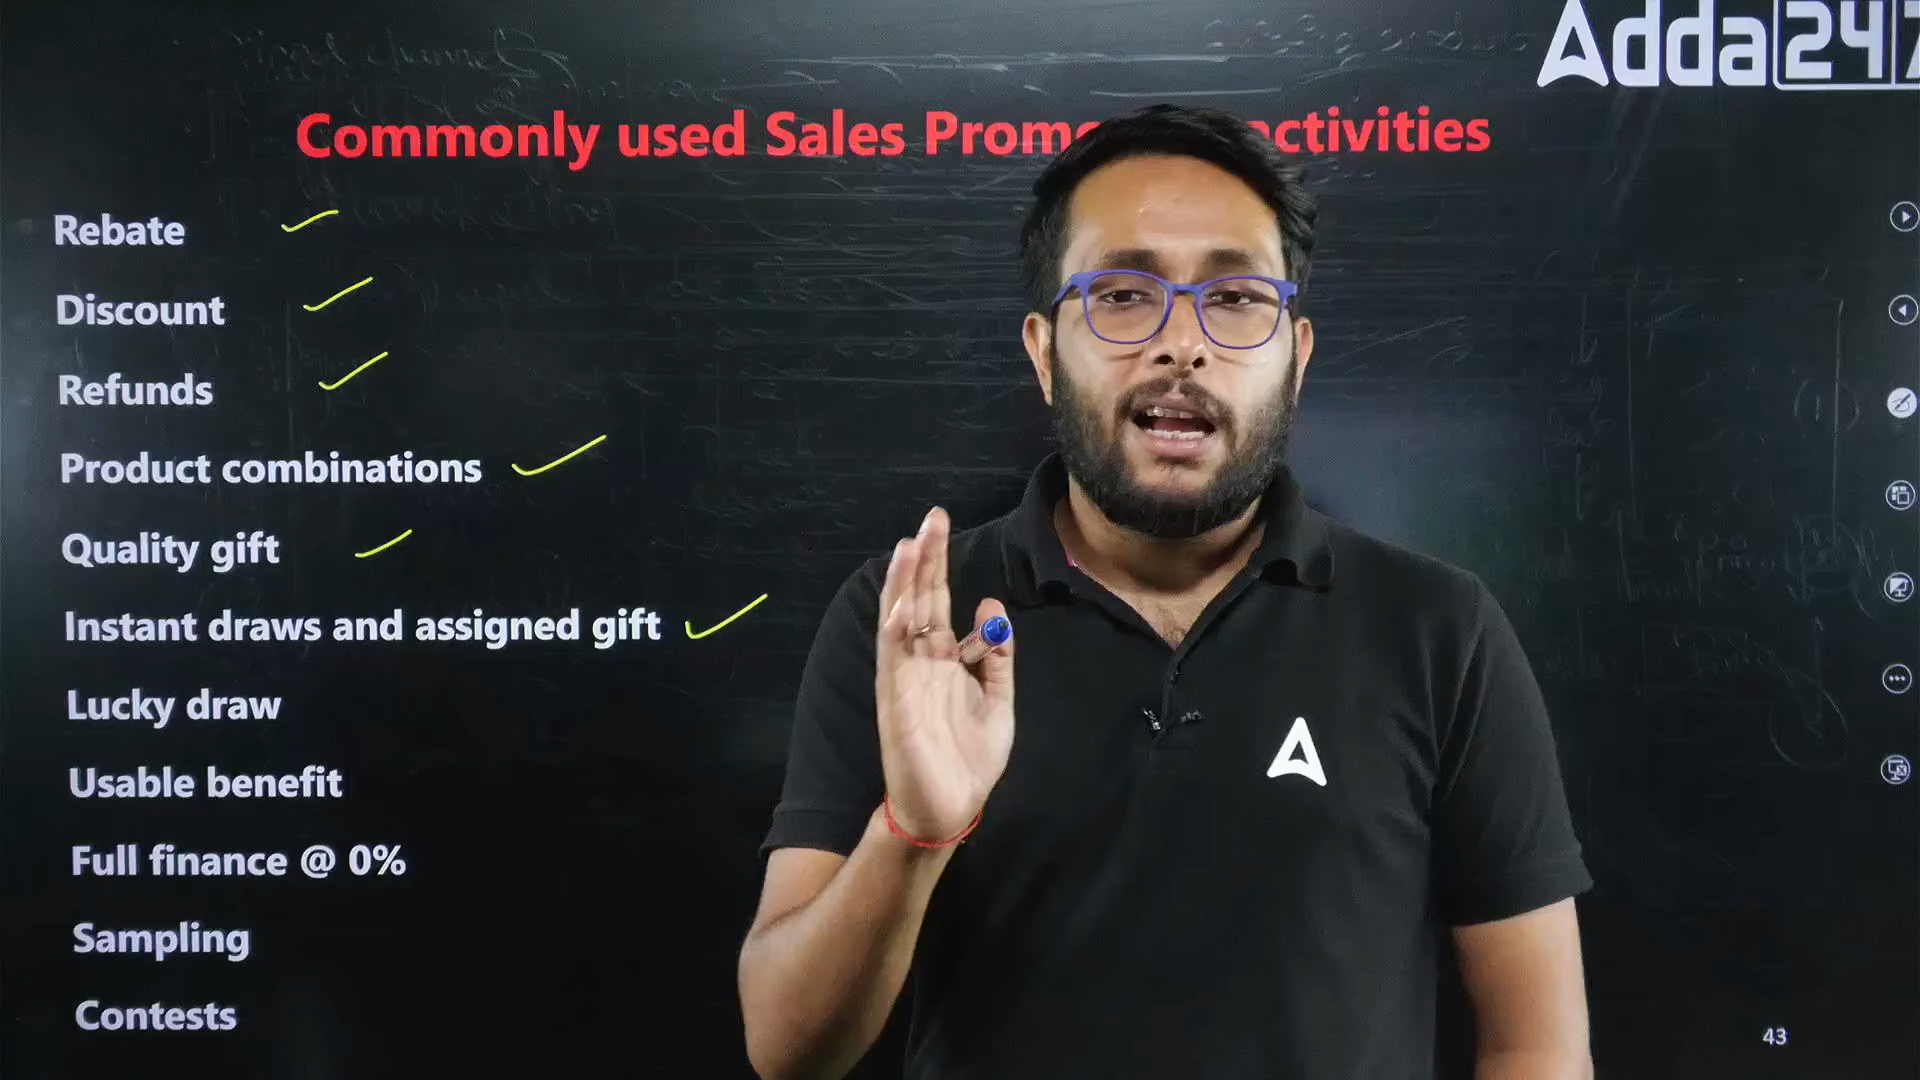 Adda247
Commonly used Sales Prom activities
Rebate
Discount
Refunds
Product combinations
Quality gift
Instant draws and assigned gift
Lucky draw
Usable benefit
Full finance @ 0%
Sampling
Contests
43